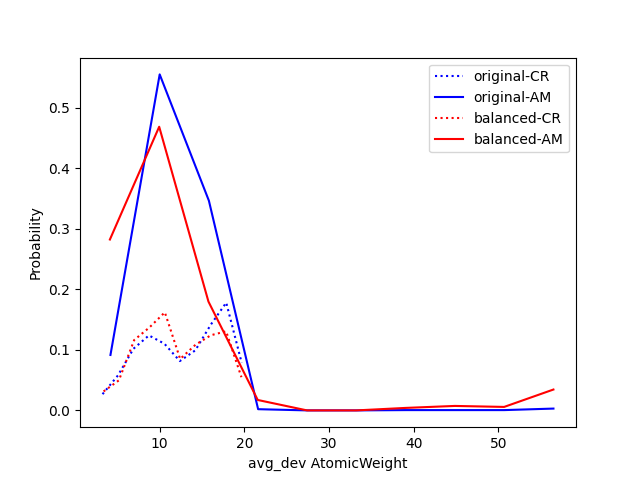 original-CR
original-AM
balanced-CR
balanced-AM
Probability
0.5
0.4
0.3
0.2
0.1
0.0
10 20 30 40 50
avg_dev AtomicWeight